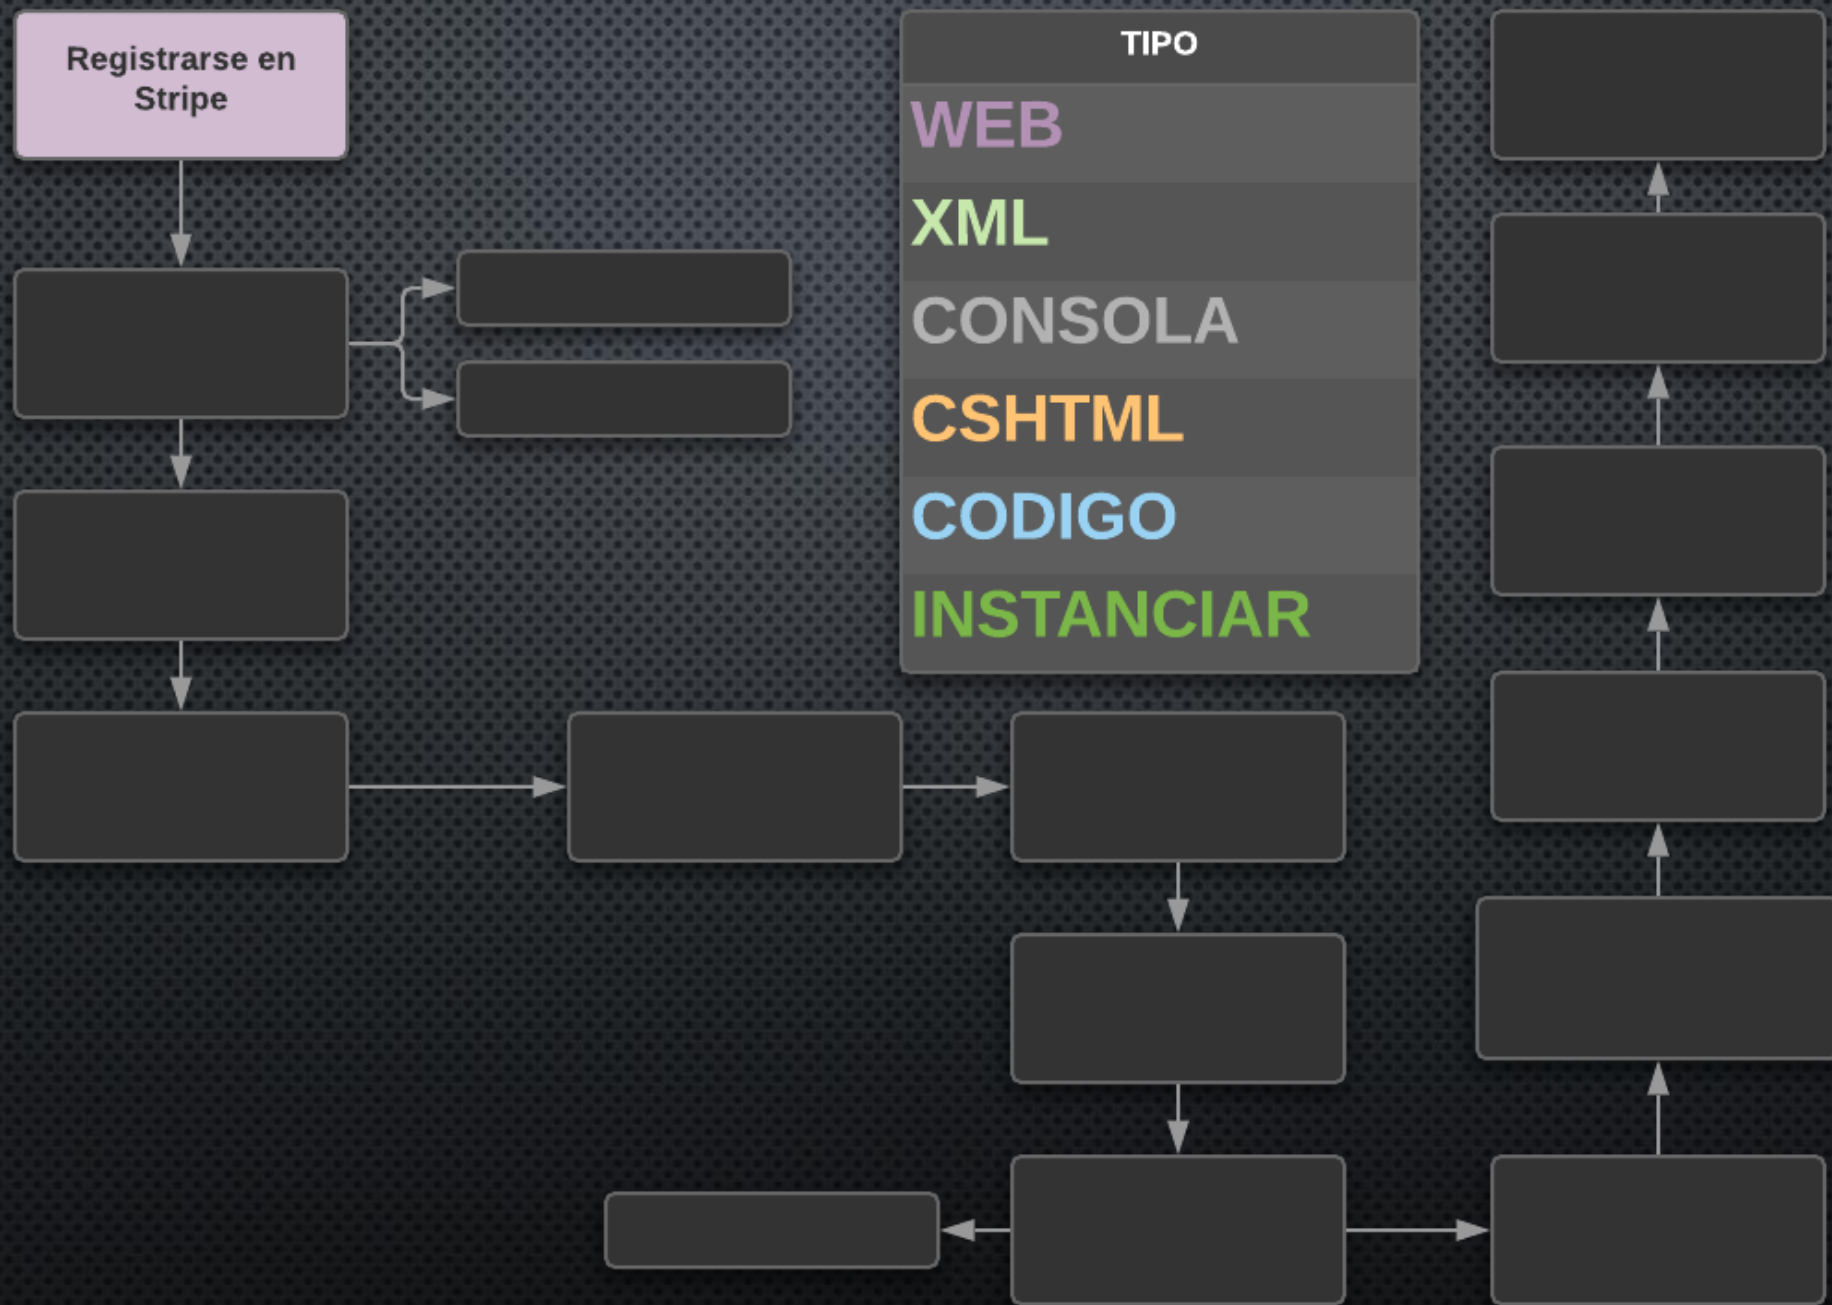 Registrarse en
Stripe
TIPO
WEB
XML
CONSOLA
CSHTML
CODIGO
INSTANCIAR